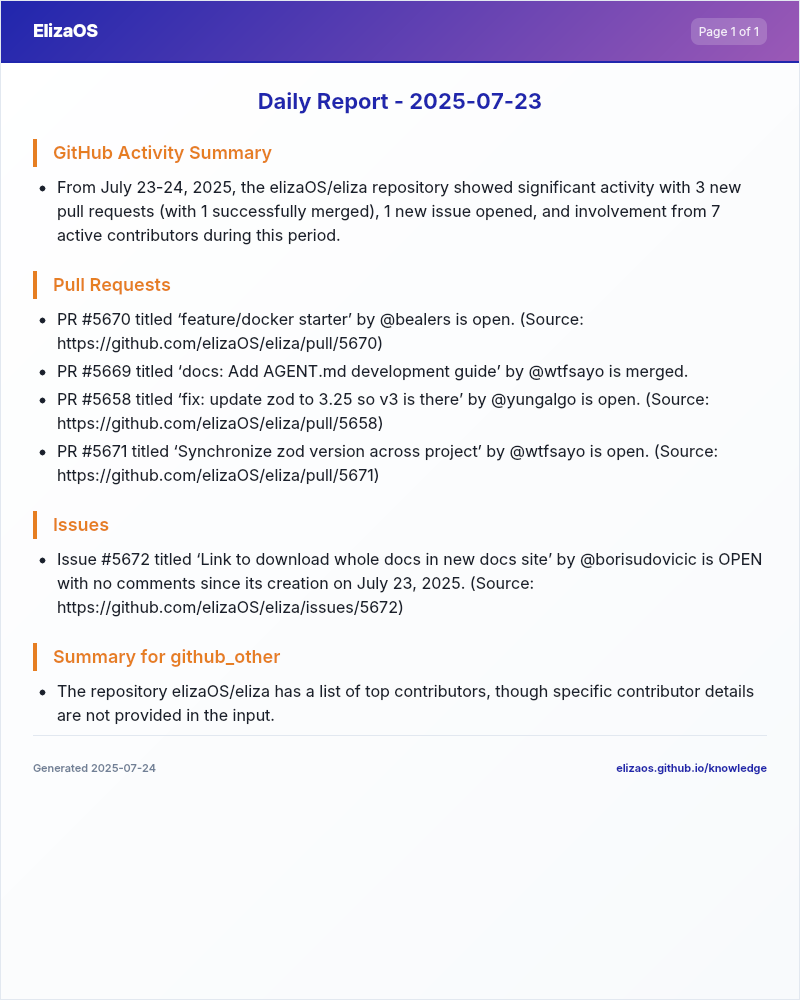 ElizaOS
Page 1 of 1
Daily Report - 2025-07-23
GitHub Activity Summary
• From July 23-24, 2025, the elizaOS/eliza repository showed significant activity with 3 new
pull requests (with 1 successfully merged), 1 new issue opened, and involvement from 7
active contributors during this period.
Pull Requests
• PR #5670 titled ‘feature/docker starter’ by @bealers is open. (Source:
https://github.com/elizaOS/eliza/pull/5670)
• PR #5669 titled ‘docs: Add AGENT.md development guide’ by @wtfsayo is merged.
• PR #5658 titled ‘fix: update zod to 3.25 so v3 is there’ by @yungalgo is open. (Source:
https://github.com/elizaOS/eliza/pull/5658)
• PR #5671 titled ‘Synchronize zod version across project’ by @wtfsayo is open. (Source:
https://github.com/elizaOS/eliza/pull/5671)
Issues
• Issue #5672 titled ‘Link to download whole docs in new docs site’ by @borisudovicic is OPEN
with no comments since its creation on July 23, 2025. (Source:
https://github.com/elizaOS/eliza/issues/5672)
Summary for github_other
• The repository elizaOS/eliza has a list of top contributors, though specific contributor details
are not provided in the input.
Generated 2025-07-24
elizaos.github.io/knowledge